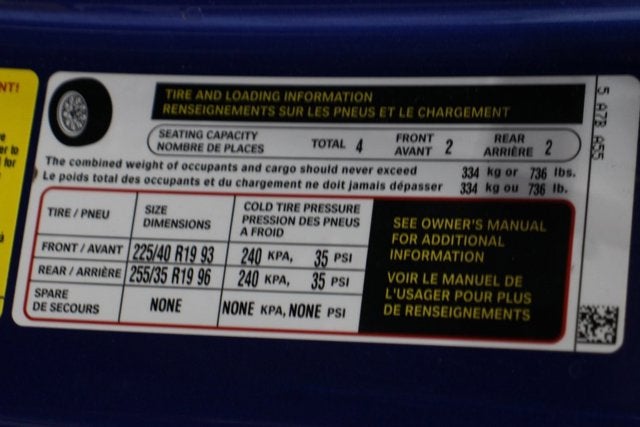 NT!
TIRE AND LOADING INFORMATION
RENSEIGNEMENTS SUR LES PNEUS ET LE CHARGEMENT
SEATING CAPACITY
NOMBRE DE PLACES
TOTAL 4
FRONT
AVANT 2
REAR
ARRIÈRE 2
The combined weight of occupants and cargo should never exceed 334 kg or 736 lbs.
Le poids total des occupants et du chargement ne doit jamais dépasser 334 kg ou 736 lb.
TIRE / PNEU
SIZE
DIMENSIONS
COLD TIRE PRESSURE
PRESSION DES PNEUS
A FROID
FRONT / AVANT 225/40 R19 93 240 KPA, 35 PSI
REAR / ARRIÈRE 255/35 R19 96 240 KPA, 35 PSI
SPARE
DE SECOURS
NONE
NONE KPA, NONE PSI
SEE OWNER'S MANUAL
FOR ADDITIONAL
INFORMATION
VOIR LE MANUEL DE
L'USAGER POUR PLUS
DE RENSEIGNEMENTS
er to
for
à